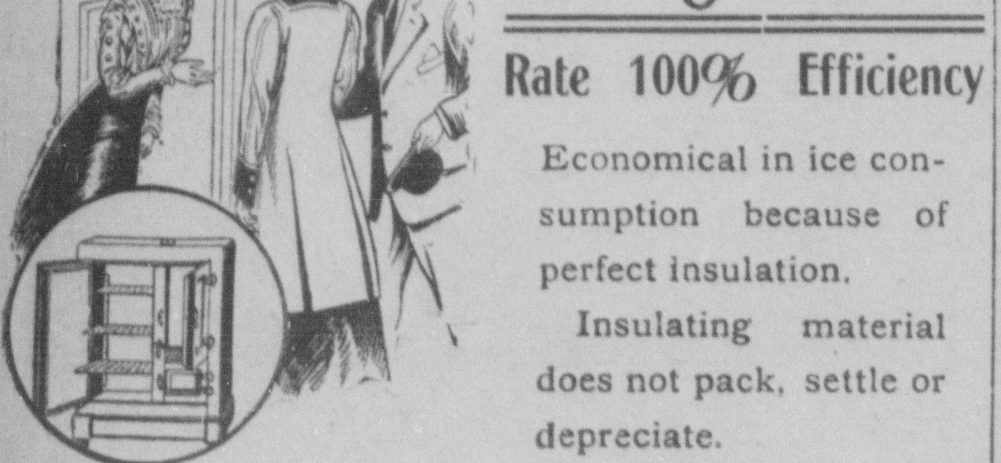 Rate 100% Efficiency
Economical in ice con-
sumption because of
perfect insulation.
Insulating material
does not pack, settle or
depreciate.